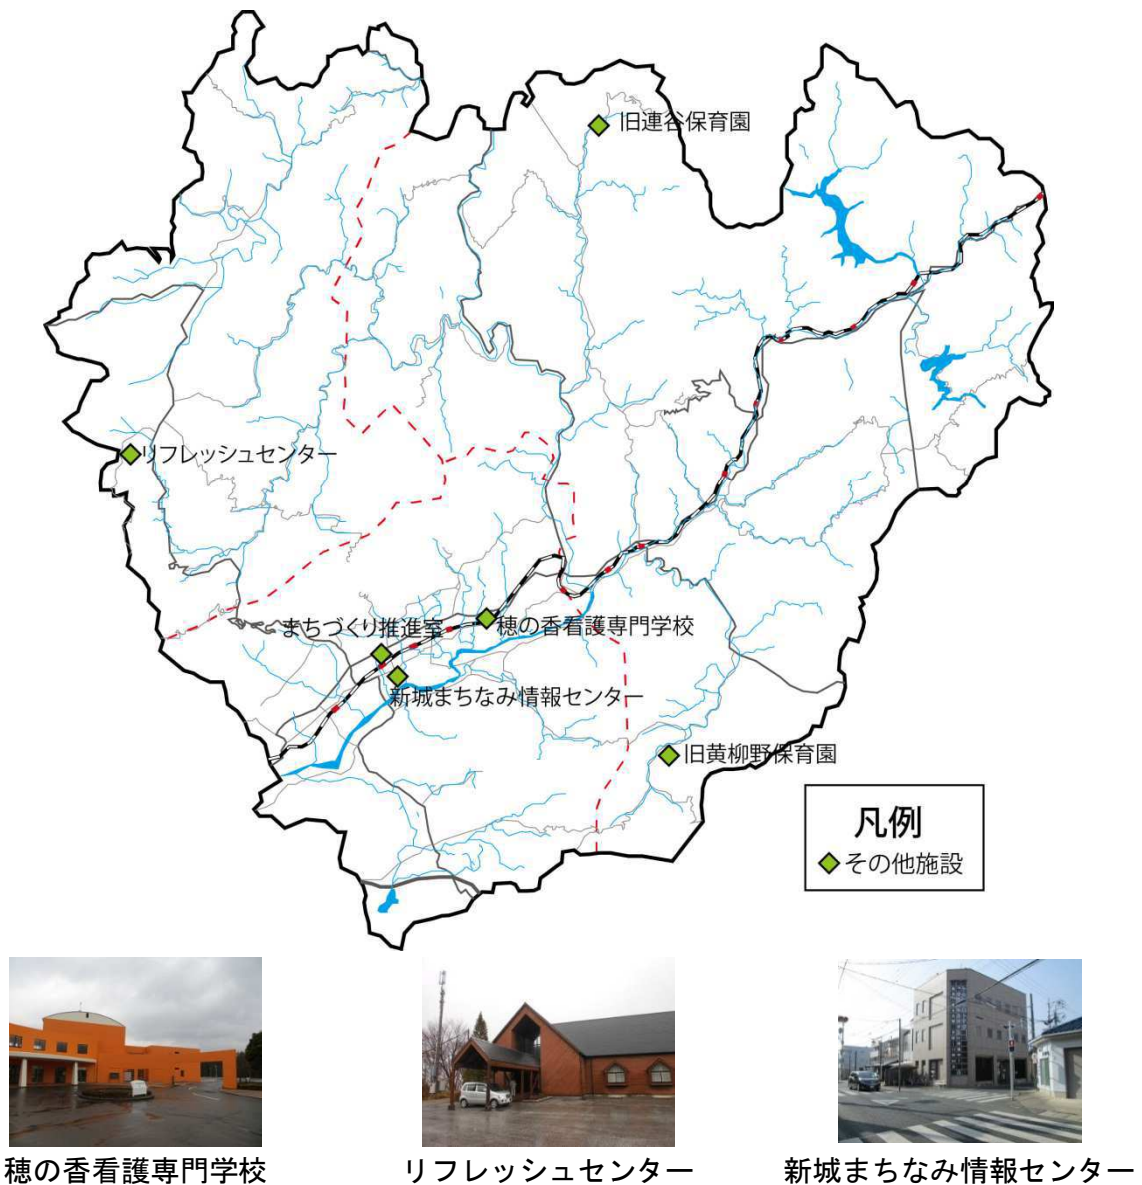 旧連谷保育園
リフレッシュセンター
まちづくり推進室
穂の香看護専門学校
新城まちなみ情報センター
旧黄柳野保育園
凡例
その他施設
穂の香看護専門学校
リフレッシュセンター
新城まちなみ情報センター